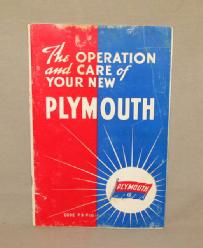 The OPERATION
and CARE of
YOUR NEW
PLYMOUTH
PLYMOUTH